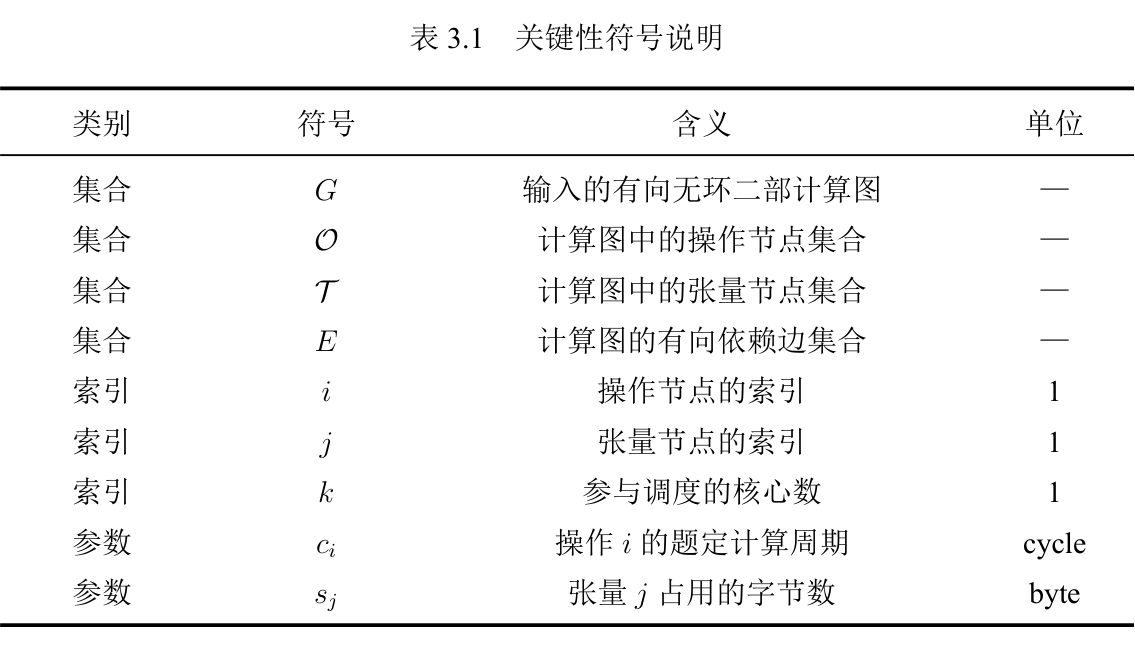 表 3.1 关键性符号说明
类别 符号 含义 单位
集合 G 输入的有向无环二部计算图 —
集合 𝒪 计算图中的操作节点集合 —
集合 𝒯 计算图中的张量节点集合 —
集合 E 计算图的有向依赖边集合 —
索引 i 操作节点的索引 1
索引 j 张量节点的索引 1
索引 k 参与调度的核心数 1
参数 cᵢ 操作 i 的题定计算周期 cycle
参数 sⱼ 张量 j 占用的字节数 byte